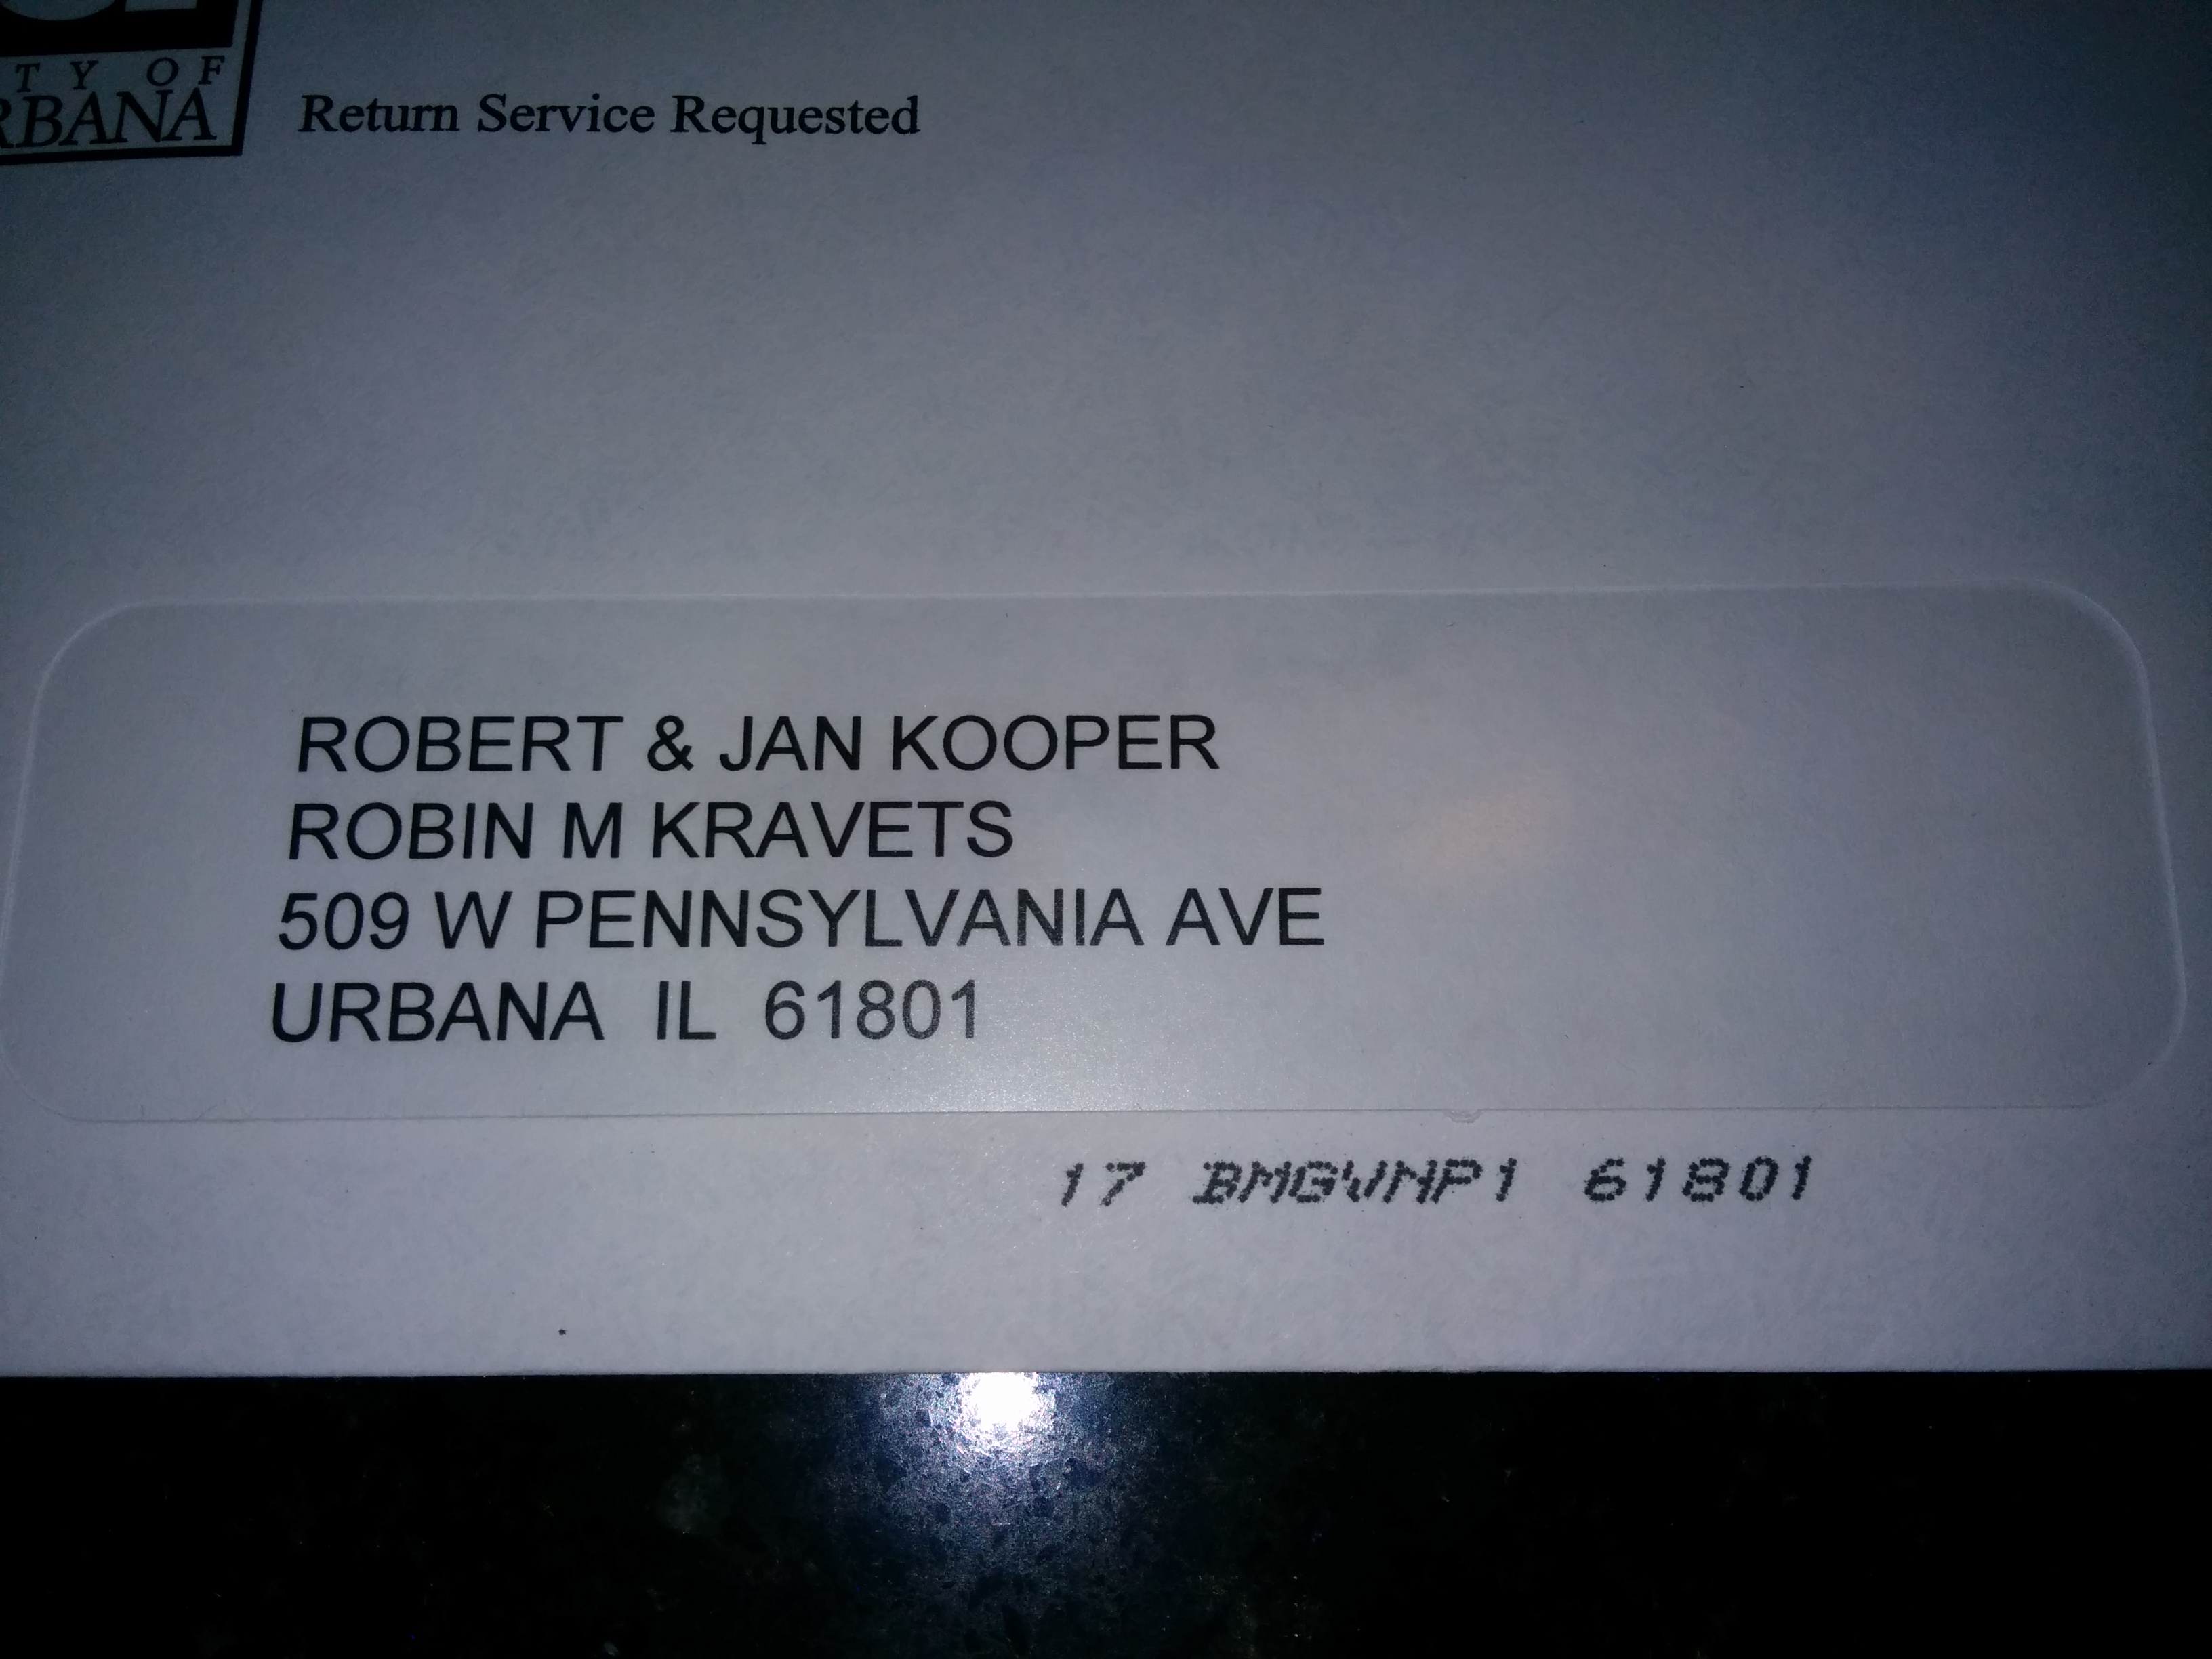 TY OF
RBANA
Return Service Requested
ROBERT & JAN KOOPER
ROBIN M KRAVETS
509 W PENNSYLVANIA AVE
URBANA IL 61801
17 BMGVNP1 61801